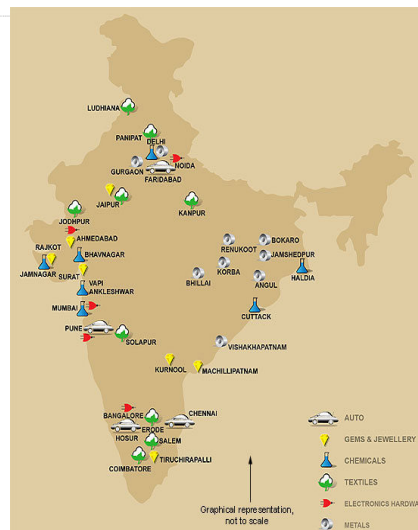 LUDHIANA
PANIPAT
DELHI
NOIDA
GURGAON
FARIDABAD
JAIPUR
KANPUR
JODHPUR
AHMEDABAD
RENUKOOT
BOKARO
RAJKOT
BHAVNAGAR
JAMSHEDPUR
KORBA
JAMNAGAR
SURAT
HALDIA
VAPI
BHILLAI
ANGUL
ANKLESHWAR
MUMBAI
CUTTACK
PUNE
SOLAPUR
VISHAKHAPATNAM
KURNOOL
MACHILLIPATNAM
BANGALORE
CHENNAI
ERODE
HOSUR
SALEM
TIRUCHIRAPALLI
COIMBATORE
AUTO
GEMS & JEWELLERY
CHEMICALS
TEXTILES
ELECTRONICS HARDWA
METALS
Graphical representation,
not to scale